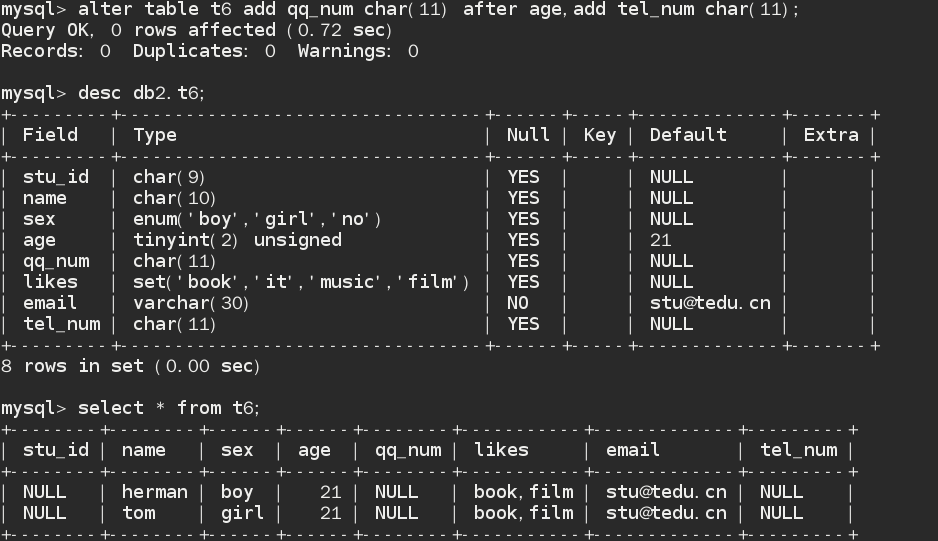 mysql> alter table t6 add qq_num char(11) after age,add tel_num char(11);
Query OK, 0 rows affected (0.72 sec)
Records: 0  Duplicates: 0  Warnings: 0
mysql> desc db2.t6;
+---------+---------------------------------+------+-----+-------------+-------+
| Field   | Type                            | Null | Key | Default     | Extra |
+---------+---------------------------------+------+-----+-------------+-------+
| stu_id  | char(9)                         | YES  |     | NULL        |       |
| name    | char(10)                        | YES  |     | NULL        |       |
| sex     | enum('boy','girl','no')         | YES  |     | NULL        |       |
| age     | tinyint(2) unsigned             | YES  |     | 21          |       |
| qq_num  | char(11)                        | YES  |     | NULL        |       |
| likes   | set('book','it','music','film') | YES  |     | NULL        |       |
| email   | varchar(30)                     | NO   |     | stu@tedu.cn |       |
| tel_num | char(11)                        | YES  |     | NULL        |       |
+---------+---------------------------------+------+-----+-------------+-------+
8 rows in set (0.00 sec)
mysql> select * from t6;
+--------+--------+------+------+--------+-----------+-------------+---------+
| stu_id | name   | sex  | age  | qq_num | likes     | email       | tel_num |
+--------+--------+------+------+--------+-----------+-------------+---------+
| NULL   | herman | boy  |   21 | NULL   | book,film | stu@tedu.cn | NULL    |
| NULL   | tom    | girl |   21 | NULL   | book,film | stu@tedu.cn | NULL    |
+--------+--------+------+------+--------+-----------+-------------+---------+